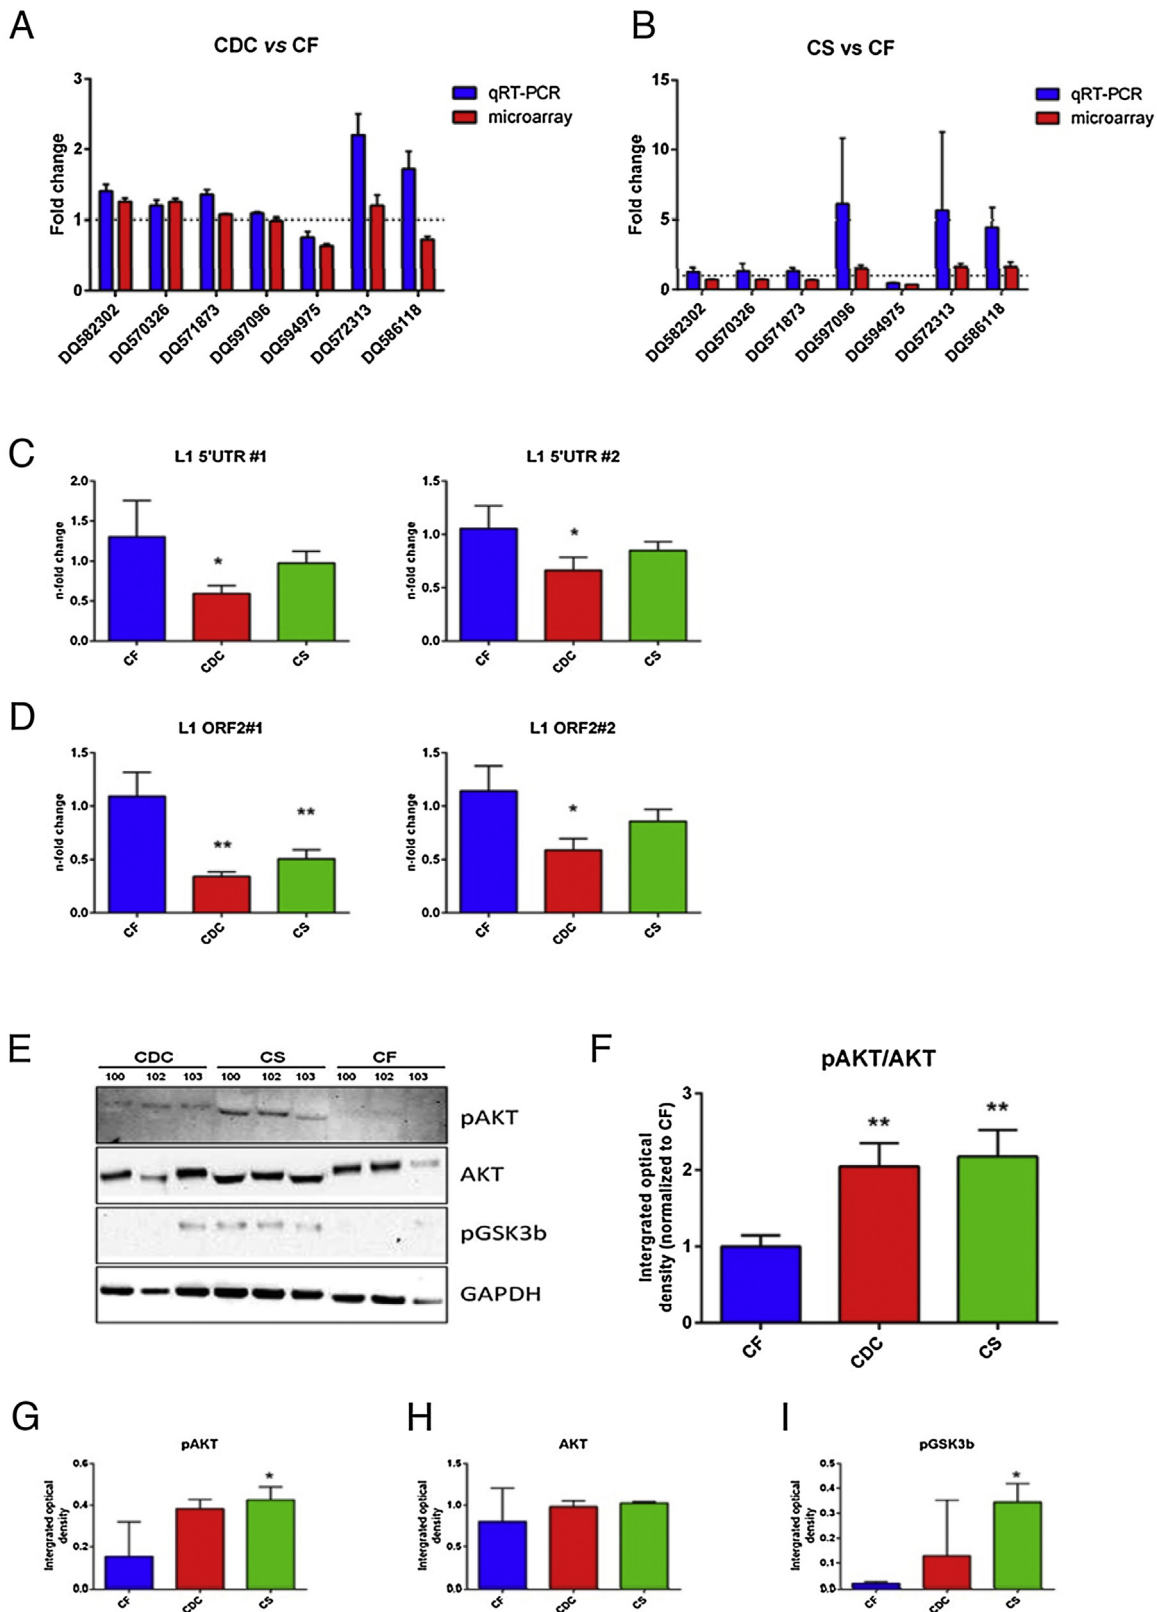 A
CDC vs CF
Fold change
3
2
1
0
qRT-PCR
microarray
DQ582302
DQ570326
DQ571873
DQ597096
DQ594975
DQ572313
DQ586118
B
CS vs CF
Fold change
15
10
5
0
qRT-PCR
microarray
DQ582302
DQ570326
DQ571873
DQ597096
DQ594975
DQ572313
DQ586118
C
L1 5'UTR #1
n-fold change
2.0
1.5
1.0
0.5
0.0
*
CF
CDC
CS
L1 5'UTR #2
n-fold change
1.5
1.0
0.5
0.0
*
CF
CDC
CS
D
L1 ORF2#1
n-fold change
1.5
1.0
0.5
0.0
**
**
CF
CDC
CS
L1 ORF2#2
n-fold change
1.5
1.0
0.5
0.0
*
CF
CDC
CS
E
CDC CS CF
100 102 103 100 102 103 100 102 103
pAKT
AKT
pGSK3b
GAPDH
F
pAKT/AKT
Intergrated optical
density (normalized to CF)
3
2
1
0
**
**
CF
CDC
CS
G
pAKT
Intergrated optical
density
0.6
0.4
0.2
0.0
*
CF
CDC
CS
H
AKT
Intergrated optical
density
1.5
1.0
0.5
0.0
CF
CDC
CS
I
pGSK3b
Intergrated optical
density
0.5
0.4
0.3
0.2
0.1
0.0
*
CF
CDC
CS